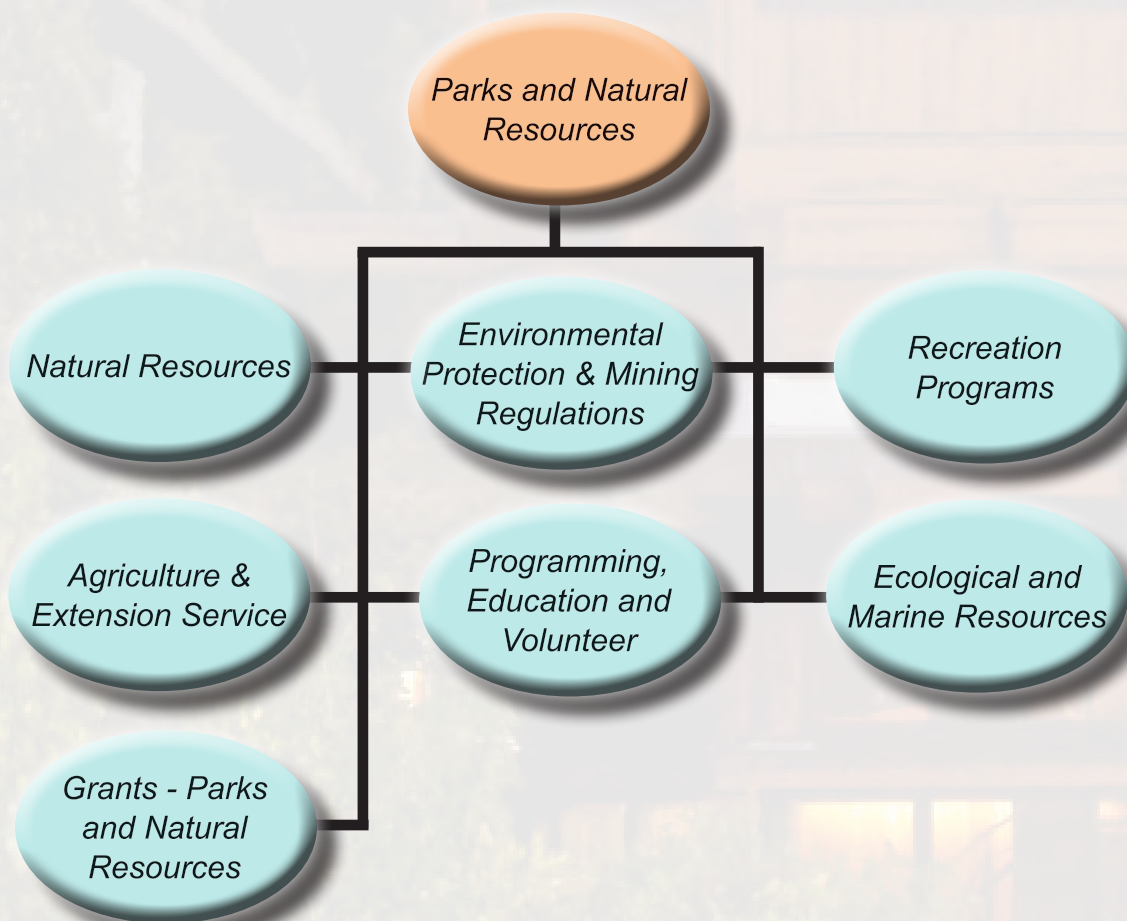 Parks and Natural
Resources
Natural Resources
Environmental
Protection & Mining
Regulations
Recreation
Programs
Agriculture &
Extension Service
Programming,
Education and
Volunteer
Ecological and
Marine Resources
Grants - Parks
and Natural
Resources